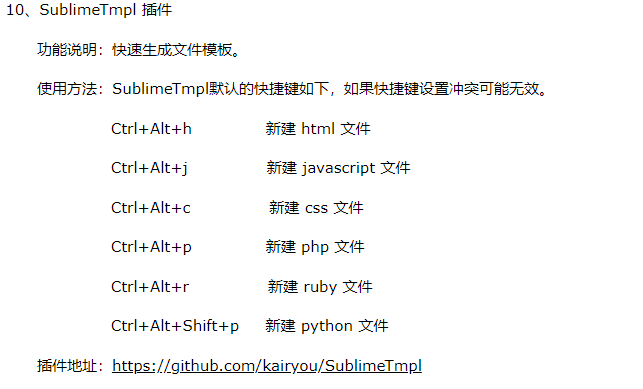 10、SublimeTmpl 插件
功能说明：快速生成文件模板。
使用方法：SublimeTmpl默认的快捷键如下，如果快捷键设置冲突可能无效。
Ctrl+Alt+h 新建 html 文件
Ctrl+Alt+j 新建 javascript 文件
Ctrl+Alt+c 新建 css 文件
Ctrl+Alt+p 新建 php 文件
Ctrl+Alt+r 新建 ruby 文件
Ctrl+Alt+Shift+p 新建 python 文件
插件地址：https://github.com/kairyou/SublimeTmpl